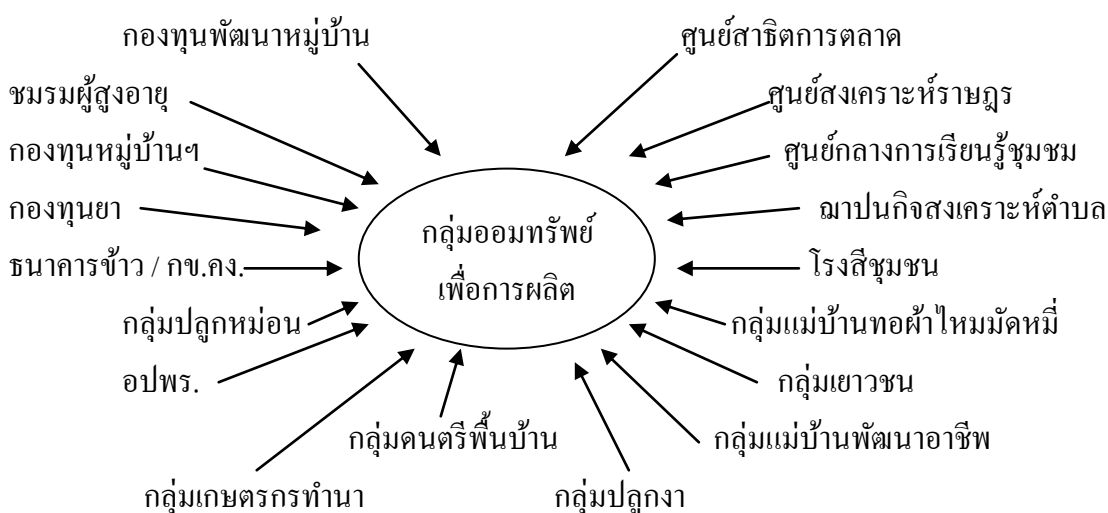 กองทุนพัฒนาหมู่บ้าน
ศูนย์สาธิตการตลาด
ชมรมผู้สูงอายุ
ศูนย์สงเคราะห์ราษฎร
กองทุนหมู่บ้านฯ
ศูนย์กลางการเรียนรู้ชุมชม
กองทุนยา
ฌาปนกิจสงเคราะห์ตำบล
กลุ่มออมทรัพย์
เพื่อการผลิต
ธนาคารข้าว / กข.คง.
โรงสีชุมชน
กลุ่มปลูกหม่อน
กลุ่มแม่บ้านทอผ้าไหมมัดหมี่
อปพร.
กลุ่มเยาวชน
กลุ่มดนตรีพื้นบ้าน
กลุ่มแม่บ้านพัฒนาอาชีพ
กลุ่มเกษตรกรทำนา
กลุ่มปลูกงา